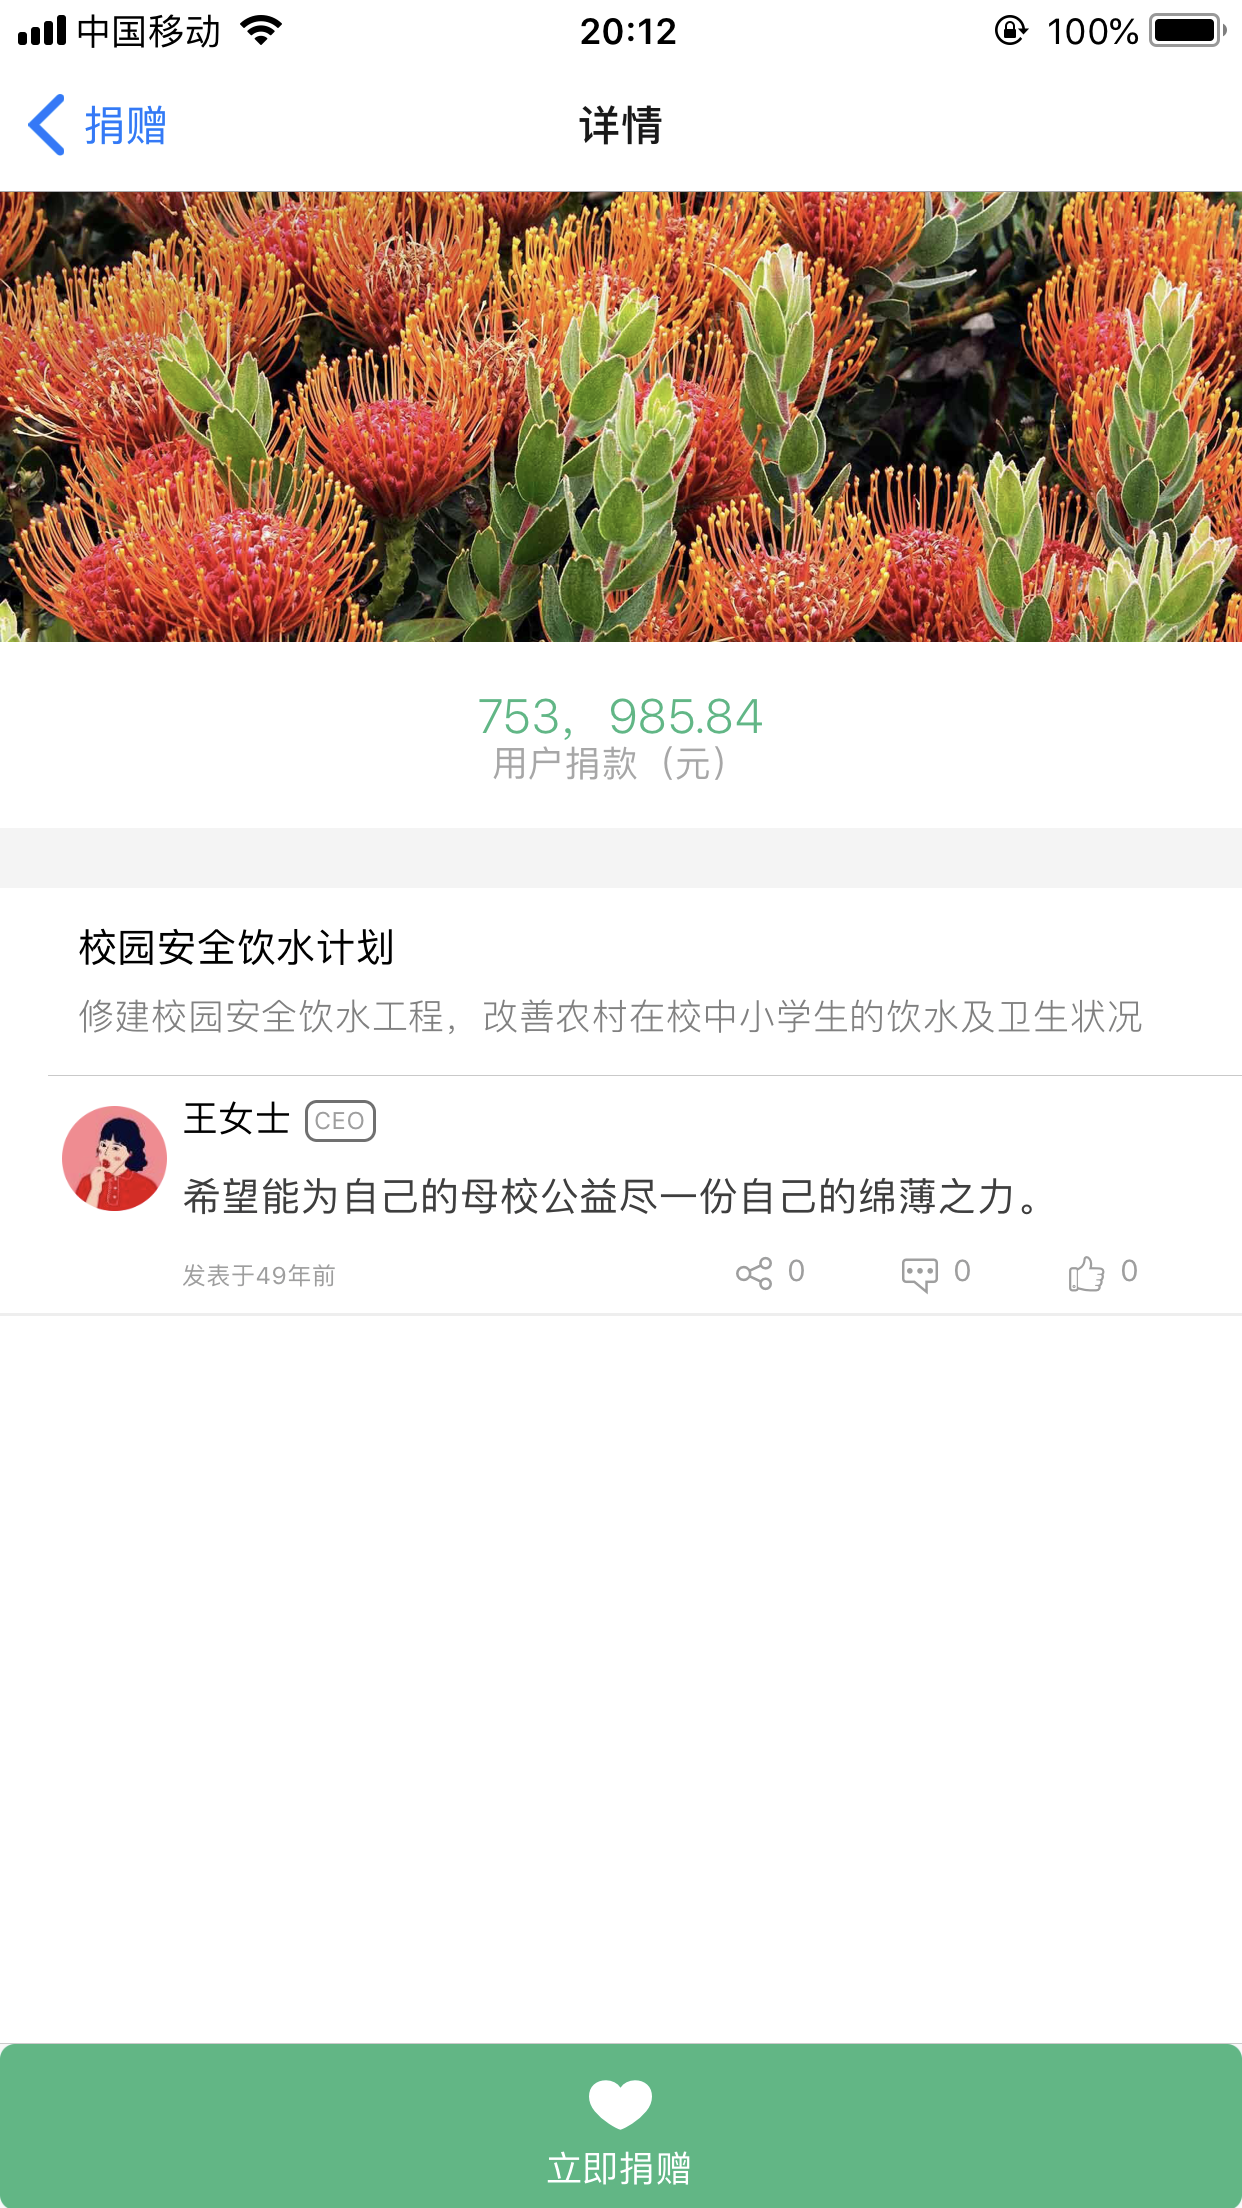 中国移动 20:12 100%
捐赠 详情
753，985.84
用户捐款（元）
校园安全饮水计划
修建校园安全饮水工程，改善农村在校中小学生的饮水及卫生状况
王女士 CEO
希望能为自己的母校公益尽一份自己的绵薄之力。
发表于49年前 0 0 0
立即捐赠